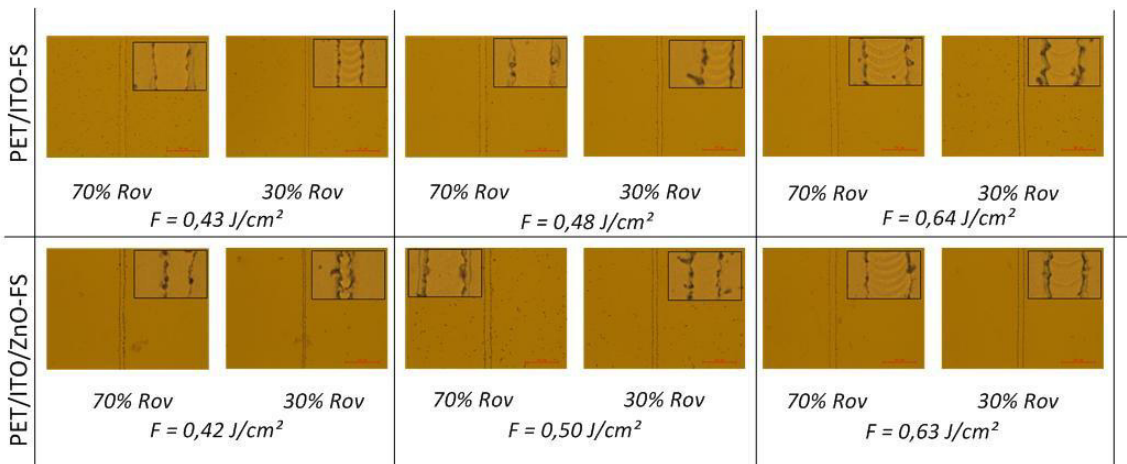 PET/ITO-FS
70% Rov
30% Rov
F = 0,43 J/cm²
70% Rov
30% Rov
F = 0,48 J/cm²
70% Rov
30% Rov
F = 0,64 J/cm²
PET/ITO/ZnO-FS
70% Rov
30% Rov
F = 0,42 J/cm²
70% Rov
30% Rov
F = 0,50 J/cm²
70% Rov
30% Rov
F = 0,63 J/cm²